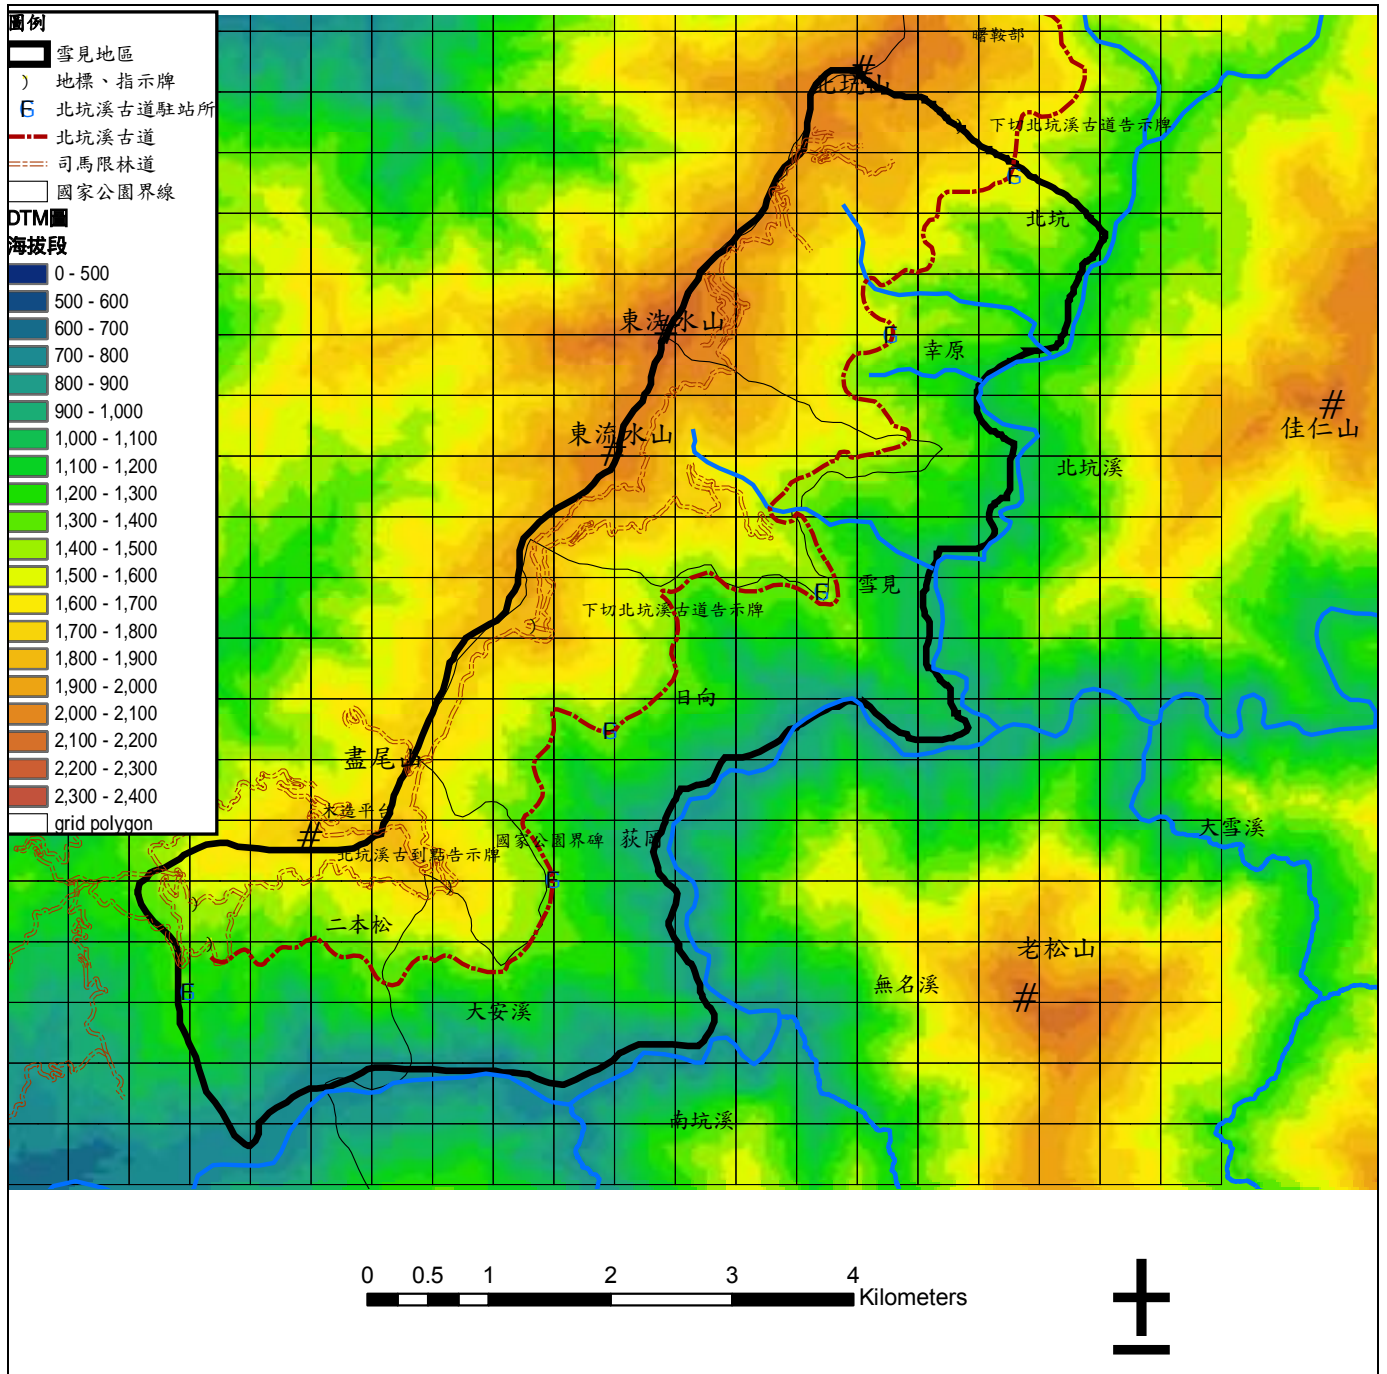 圖例
雪見地區
地標、指示牌
北坑溪古道駐站所
北坑溪古道
司馬限林道
國家公園界線
DTM圖
海拔段
0 - 500
500 - 600
600 - 700
700 - 800
800 - 900
900 - 1,000
1,000 - 1,100
1,100 - 1,200
1,200 - 1,300
1,300 - 1,400
1,400 - 1,500
1,500 - 1,600
1,600 - 1,700
1,700 - 1,800
1,800 - 1,900
1,900 - 2,000
2,000 - 2,100
2,100 - 2,200
2,200 - 2,300
2,300 - 2,400
grid polygon
曙鞍部
北坑山
下切北坑溪古道告示牌
北坑
東洗水山
幸原
佳仁山
東流水山
北坑溪
雪見
下切北坑溪古道告示牌
日向
盡尾山
木造平台
大雪溪
國家公園界碑
荻岡
北坑溪古到點告示牌
二本松
老松山
無名溪
大安溪
南坑溪
0 0.5 1 2 3 4
Kilometers